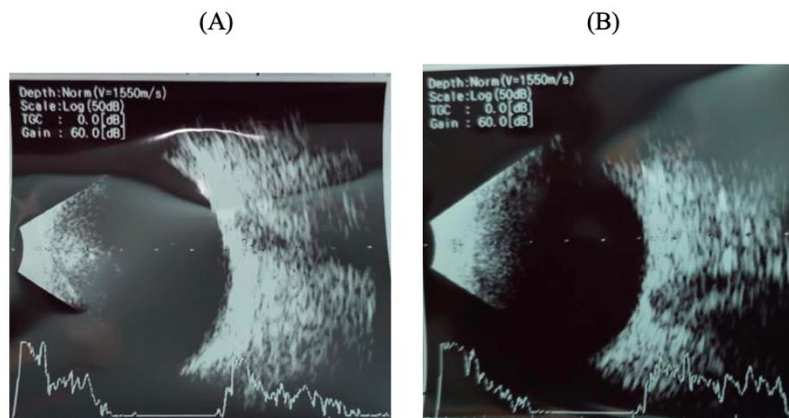 (A)
(B)
Depth:Norm(V=1550m/s)
Scale:Log(50dB)
TGC : 0.0[dB]
Gain : 60.0[dB]
Depth:Norm(V=1550m/s)
Scale:Log(50dB)
TGC : 0.0[dB]
Gain : 60.0[dB]